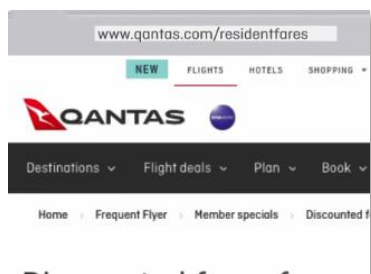 www.qantas.com/residentfares
NEW FLIGHTS HOTELS SHOPPING
QANTAS
Destinations Flight deals Plan Book
Home Frequent Flyer Member specials Discounted